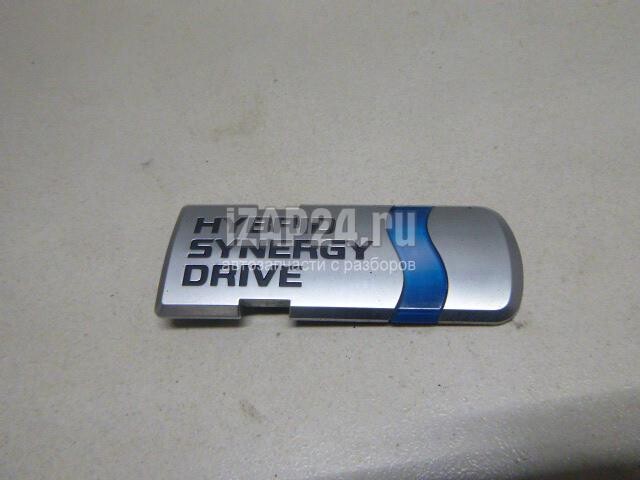 HYBRID
SYNERGY
DRIVE
iZAP24.ru
автозапчасти с разборов